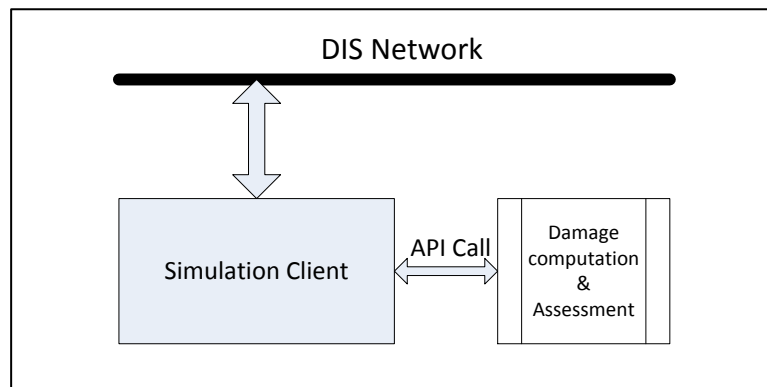 DIS Network
Simulation Client
API Call
Damage
computation
&
Assessment